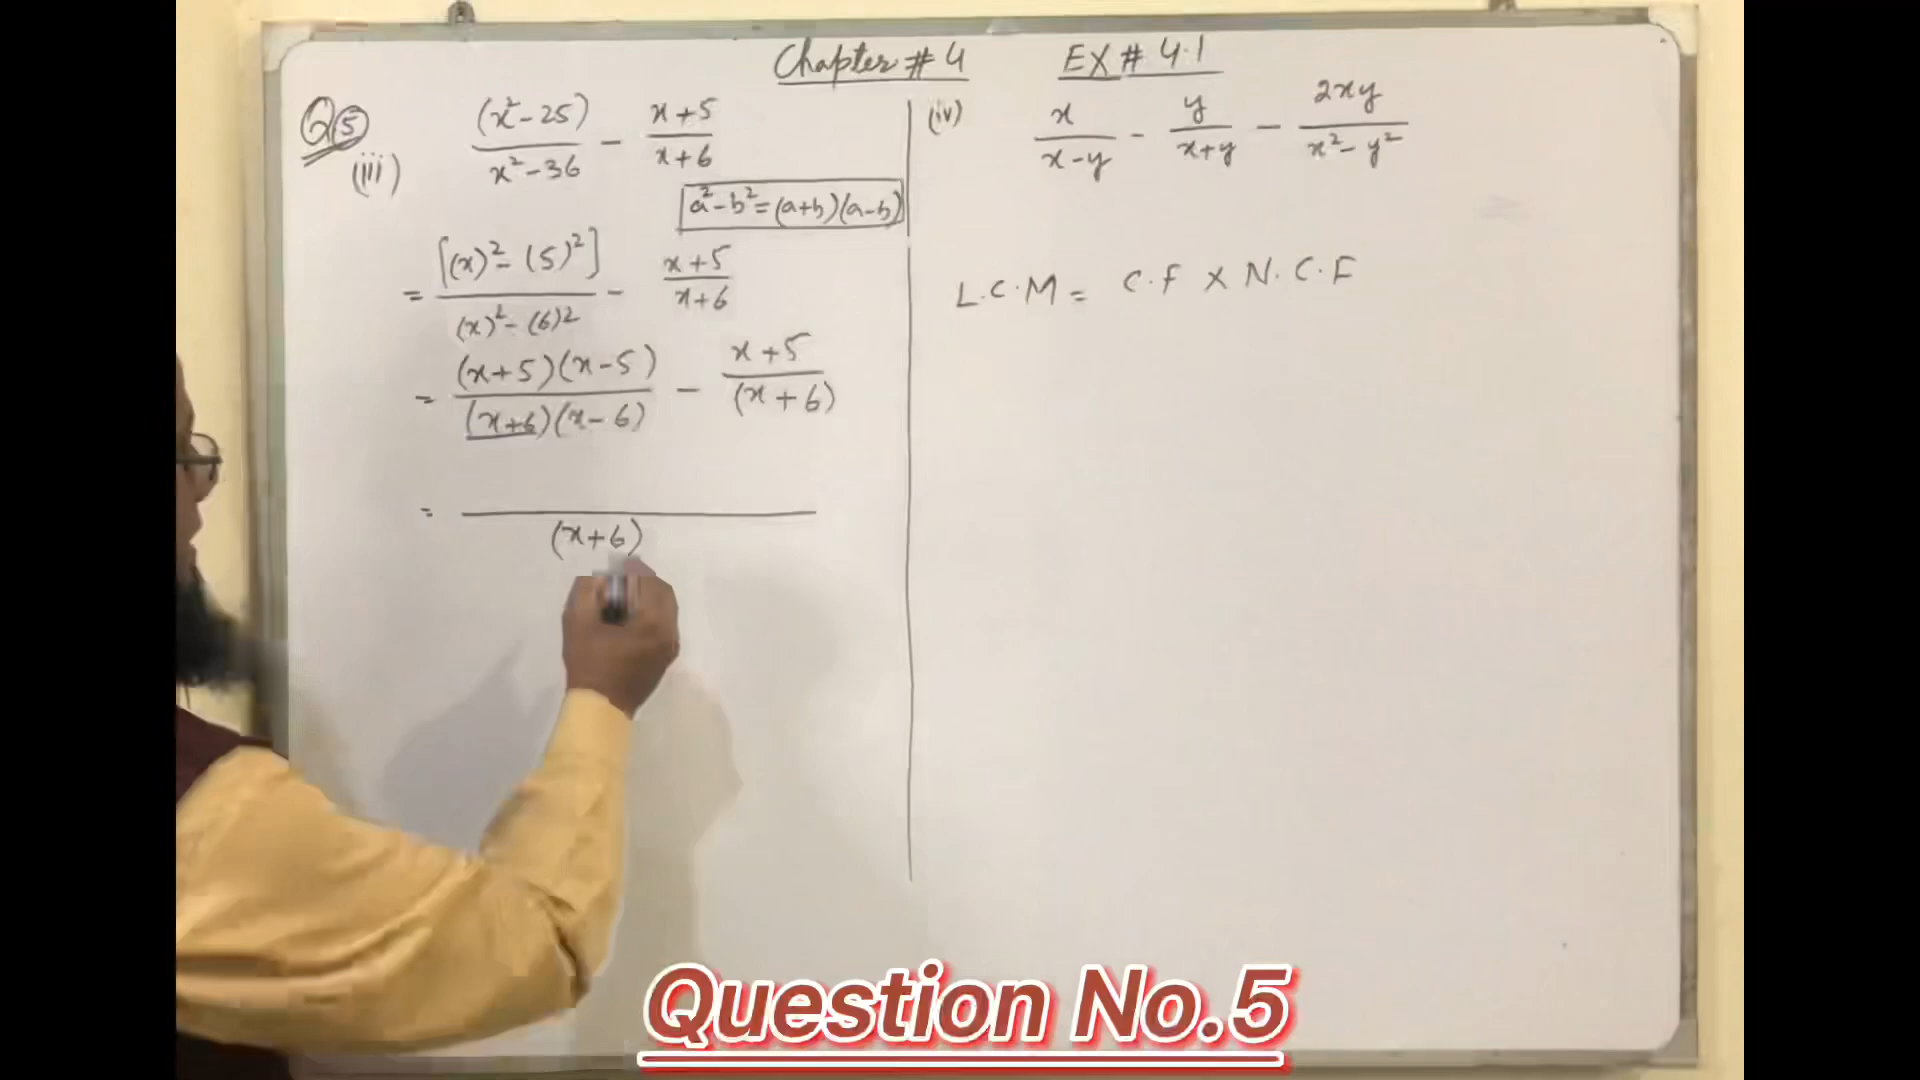 Chapter # 4 EX # 4.1
Q5
(iii) (x² - 25) / x² - 36 - x + 5 / x + 6
a² - b² = (a+b)(a-b)
= [(x)² - (5)²] / (x)² - (6)² - x + 5 / x + 6
= (x + 5)(x - 5) / (x + 6)(x - 6) - x + 5 / (x + 6)
= / (x + 6)
(iv) x / x - y - y / x + y - 2xy / x² - y²
L.C.M = C.F × N.C.F
Question No.5